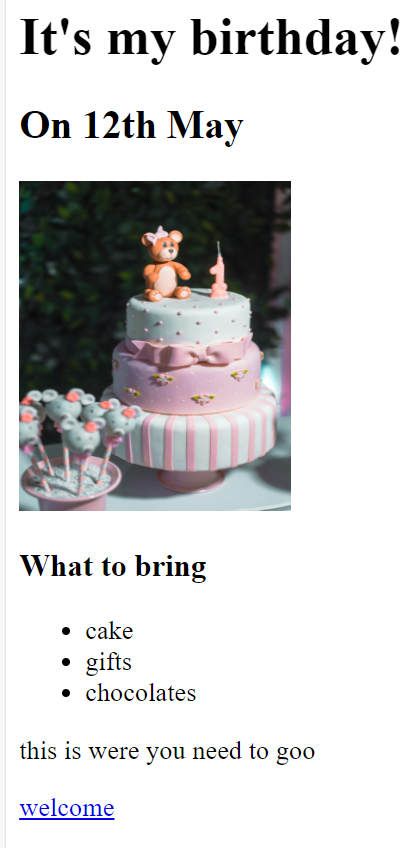 It's my birthday!
On 12th May
1
What to bring
cake
gifts
chocolates
this is were you need to goo
welcome